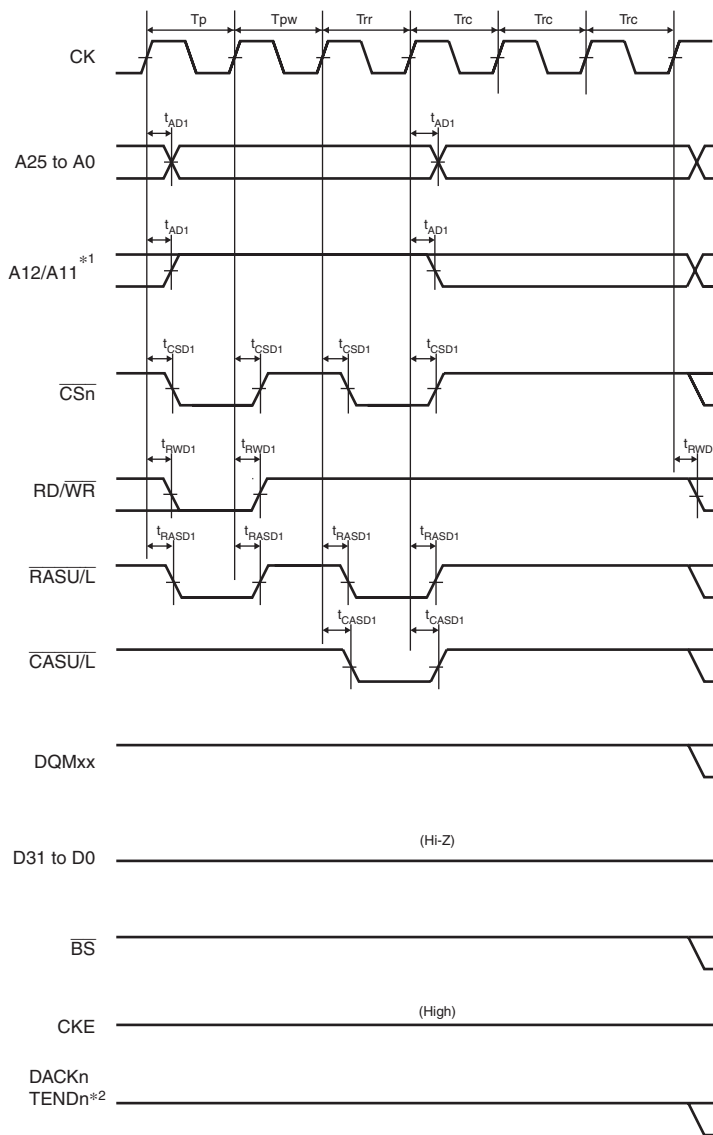 Tp Tpw Trr Trc Trc Trc
CK
tAD1 tAD1
A25 to A0
tAD1 tAD1
A12/A11 *1
tCSD1 tCSD1 tCSD1 tCSD1
CSn
tRWD1 tRWD1 tRWD
RD/WR
tRASD1 tRASD1 tRASD1 tRASD1
RASU/L
tCASD1 tCASD1
CASU/L
DQMxx
(Hi-Z)
D31 to D0
BS
(High)
CKE
DACKn
TENDn*2